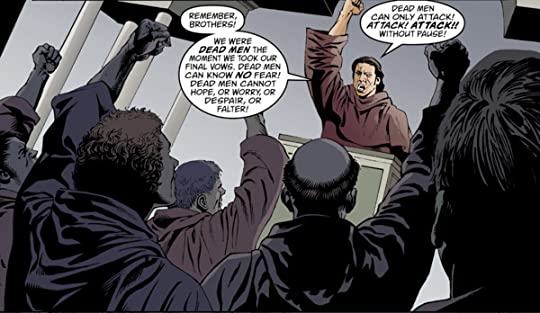 REMEMBER,
BROTHERS!
WE WERE
DEAD MEN THE
MOMENT WE TOOK OUR
FINAL VOWS. DEAD MEN
CAN KNOW NO FEAR!
DEAD MEN CANNOT
HOPE, OR WORRY, OR
DESPAIR, OR
FALTER!
DEAD MEN
CAN ONLY ATTACK!
ATTACK! ATTACK!!
WITHOUT PAUSE!